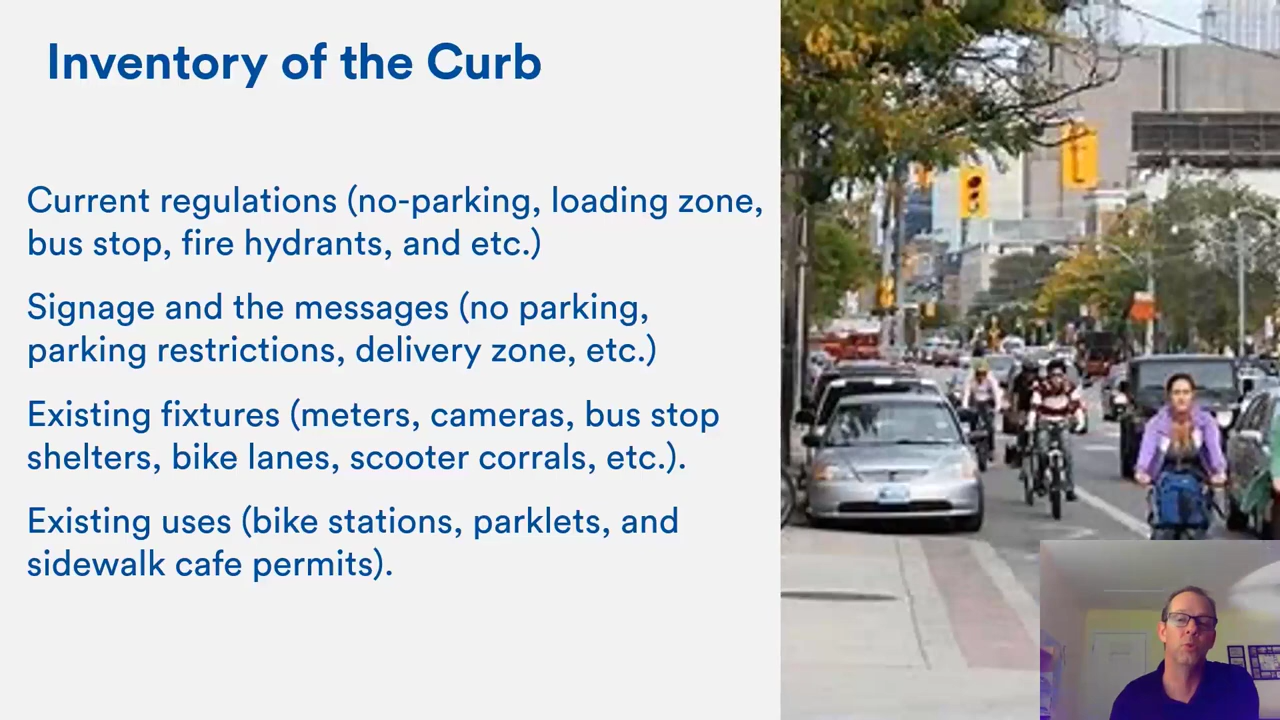 Inventory of the Curb
Current regulations (no-parking, loading zone,
bus stop, fire hydrants, and etc.)
Signage and the messages (no parking,
parking restrictions, delivery zone, etc.)
Existing fixtures (meters, cameras, bus stop
shelters, bike lanes, scooter corrals, etc.).
Existing uses (bike stations, parklets, and
sidewalk cafe permits).